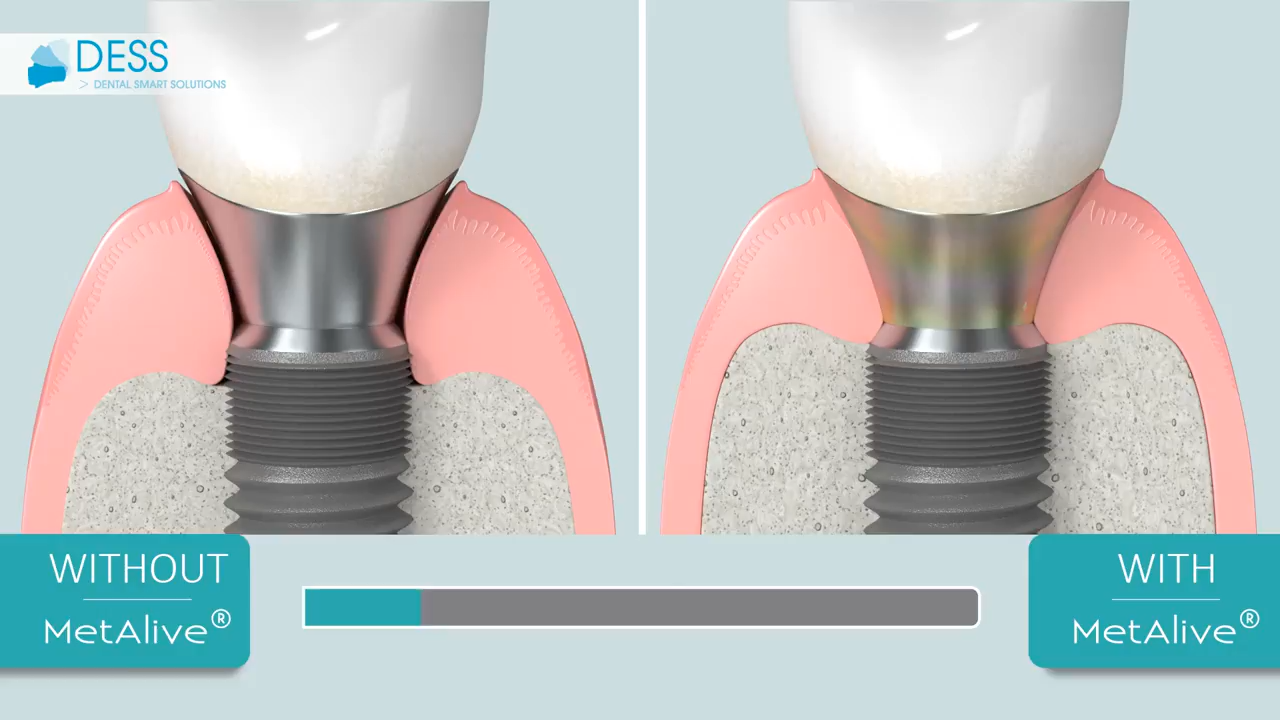 DESS
> DENTAL SMART SOLUTIONS
WITHOUT
MetAlive®
WITH
MetAlive®